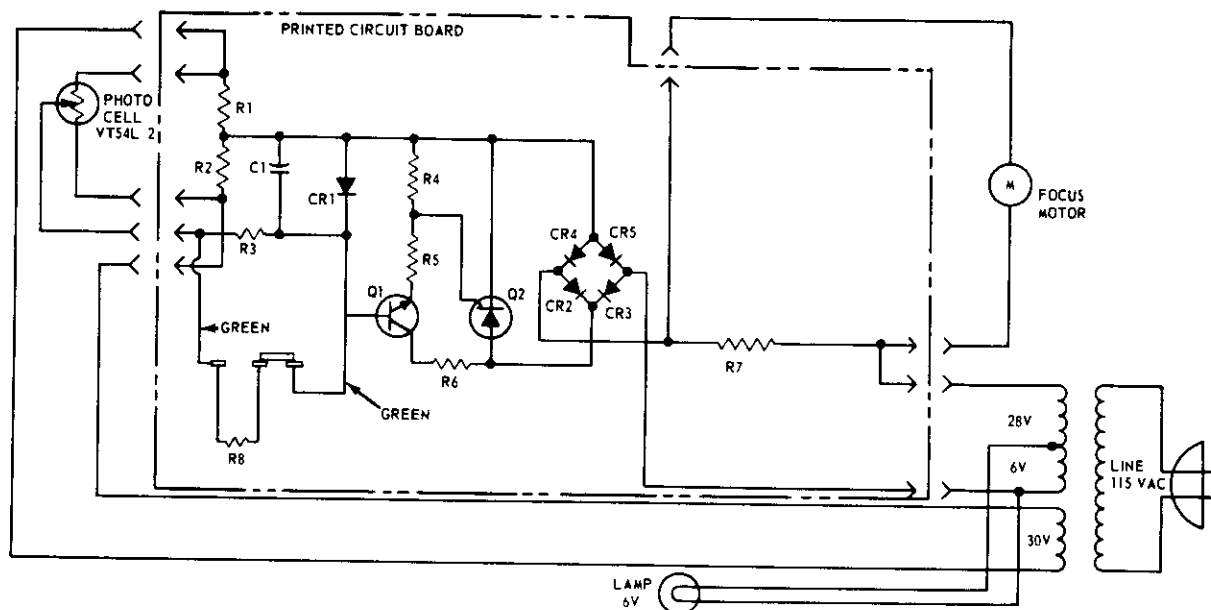 PRINTED CIRCUIT BOARD
PHOTO
CELL
VT54L 2
R1
R2
C1
CR1
R3
R4
R5
Q1
Q2
R6
CR4
CR5
CR2
CR3
R7
M
FOCUS
MOTOR
GREEN
GREEN
R8
28V
6V
30V
LINE
115 VAC
LAMP
6V